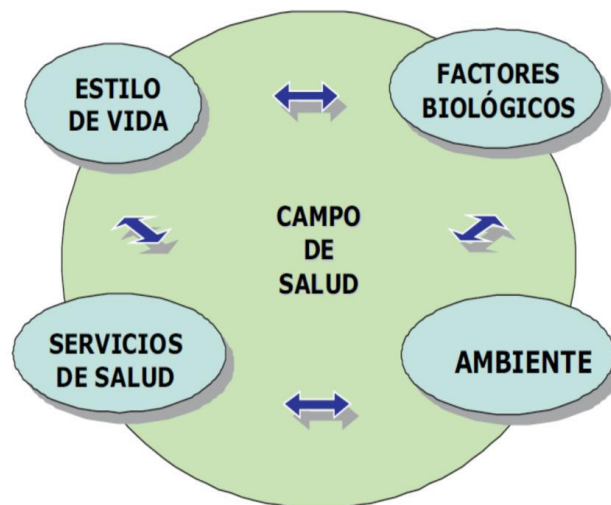 ESTILO
DE VIDA
FACTORES
BIOLÓGICOS
CAMPO
DE
SALUD
SERVICIOS
DE SALUD
AMBIENTE